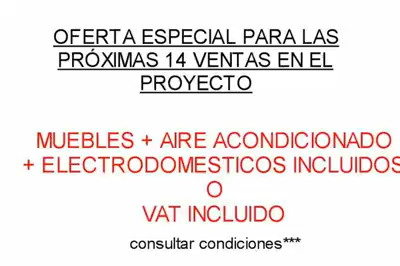 OFERTA ESPECIAL PARA LAS
PRÓXIMAS 14 VENTAS EN EL
PROYECTO
MUEBLES + AIRE ACONDICIONADO
+ ELECTRODOMESTICOS INCLUIDOS
O
VAT INCLUIDO
consultar condiciones***